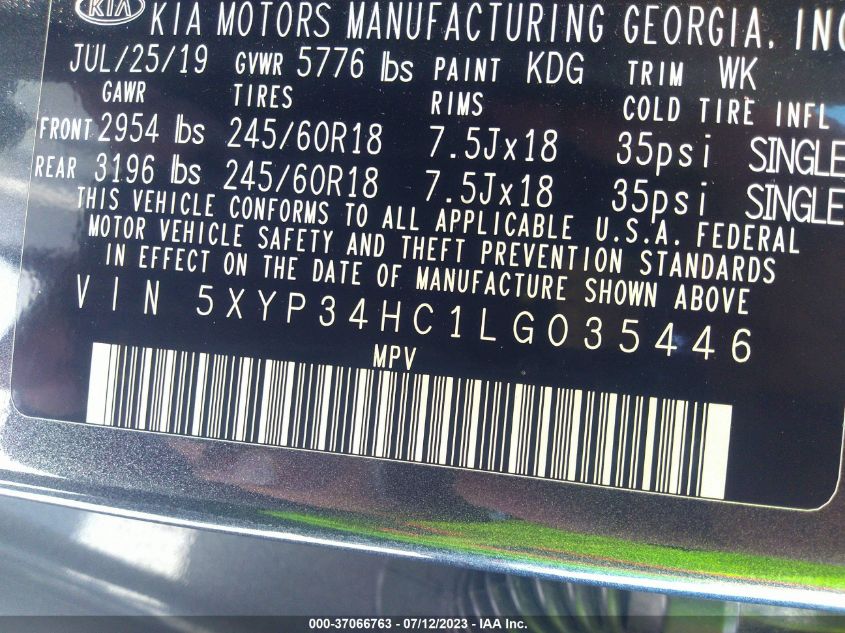 KIA KIA MOTORS MANUFACTURING GEORGIA, INC
JUL/25/19 GVWR 5776 lbs PAINT KDG TRIM WK
GAWR TIRES RIMS COLD TIRE INFL
FRONT 2954 lbs 245/60R18 7.5Jx18 35psi SINGLE
REAR 3196 lbs 245/60R18 7.5Jx18 35psi SINGLE
THIS VEHICLE CONFORMS TO ALL APPLICABLE U.S.A. FEDERAL
MOTOR VEHICLE SAFETY AND THEFT PREVENTION STANDARDS
IN EFFECT ON THE DATE OF MANUFACTURE SHOWN ABOVE
VIN 5XYP34HC1LG035446
MPV
000-37066763 - 07/12/2023 - IAA Inc.